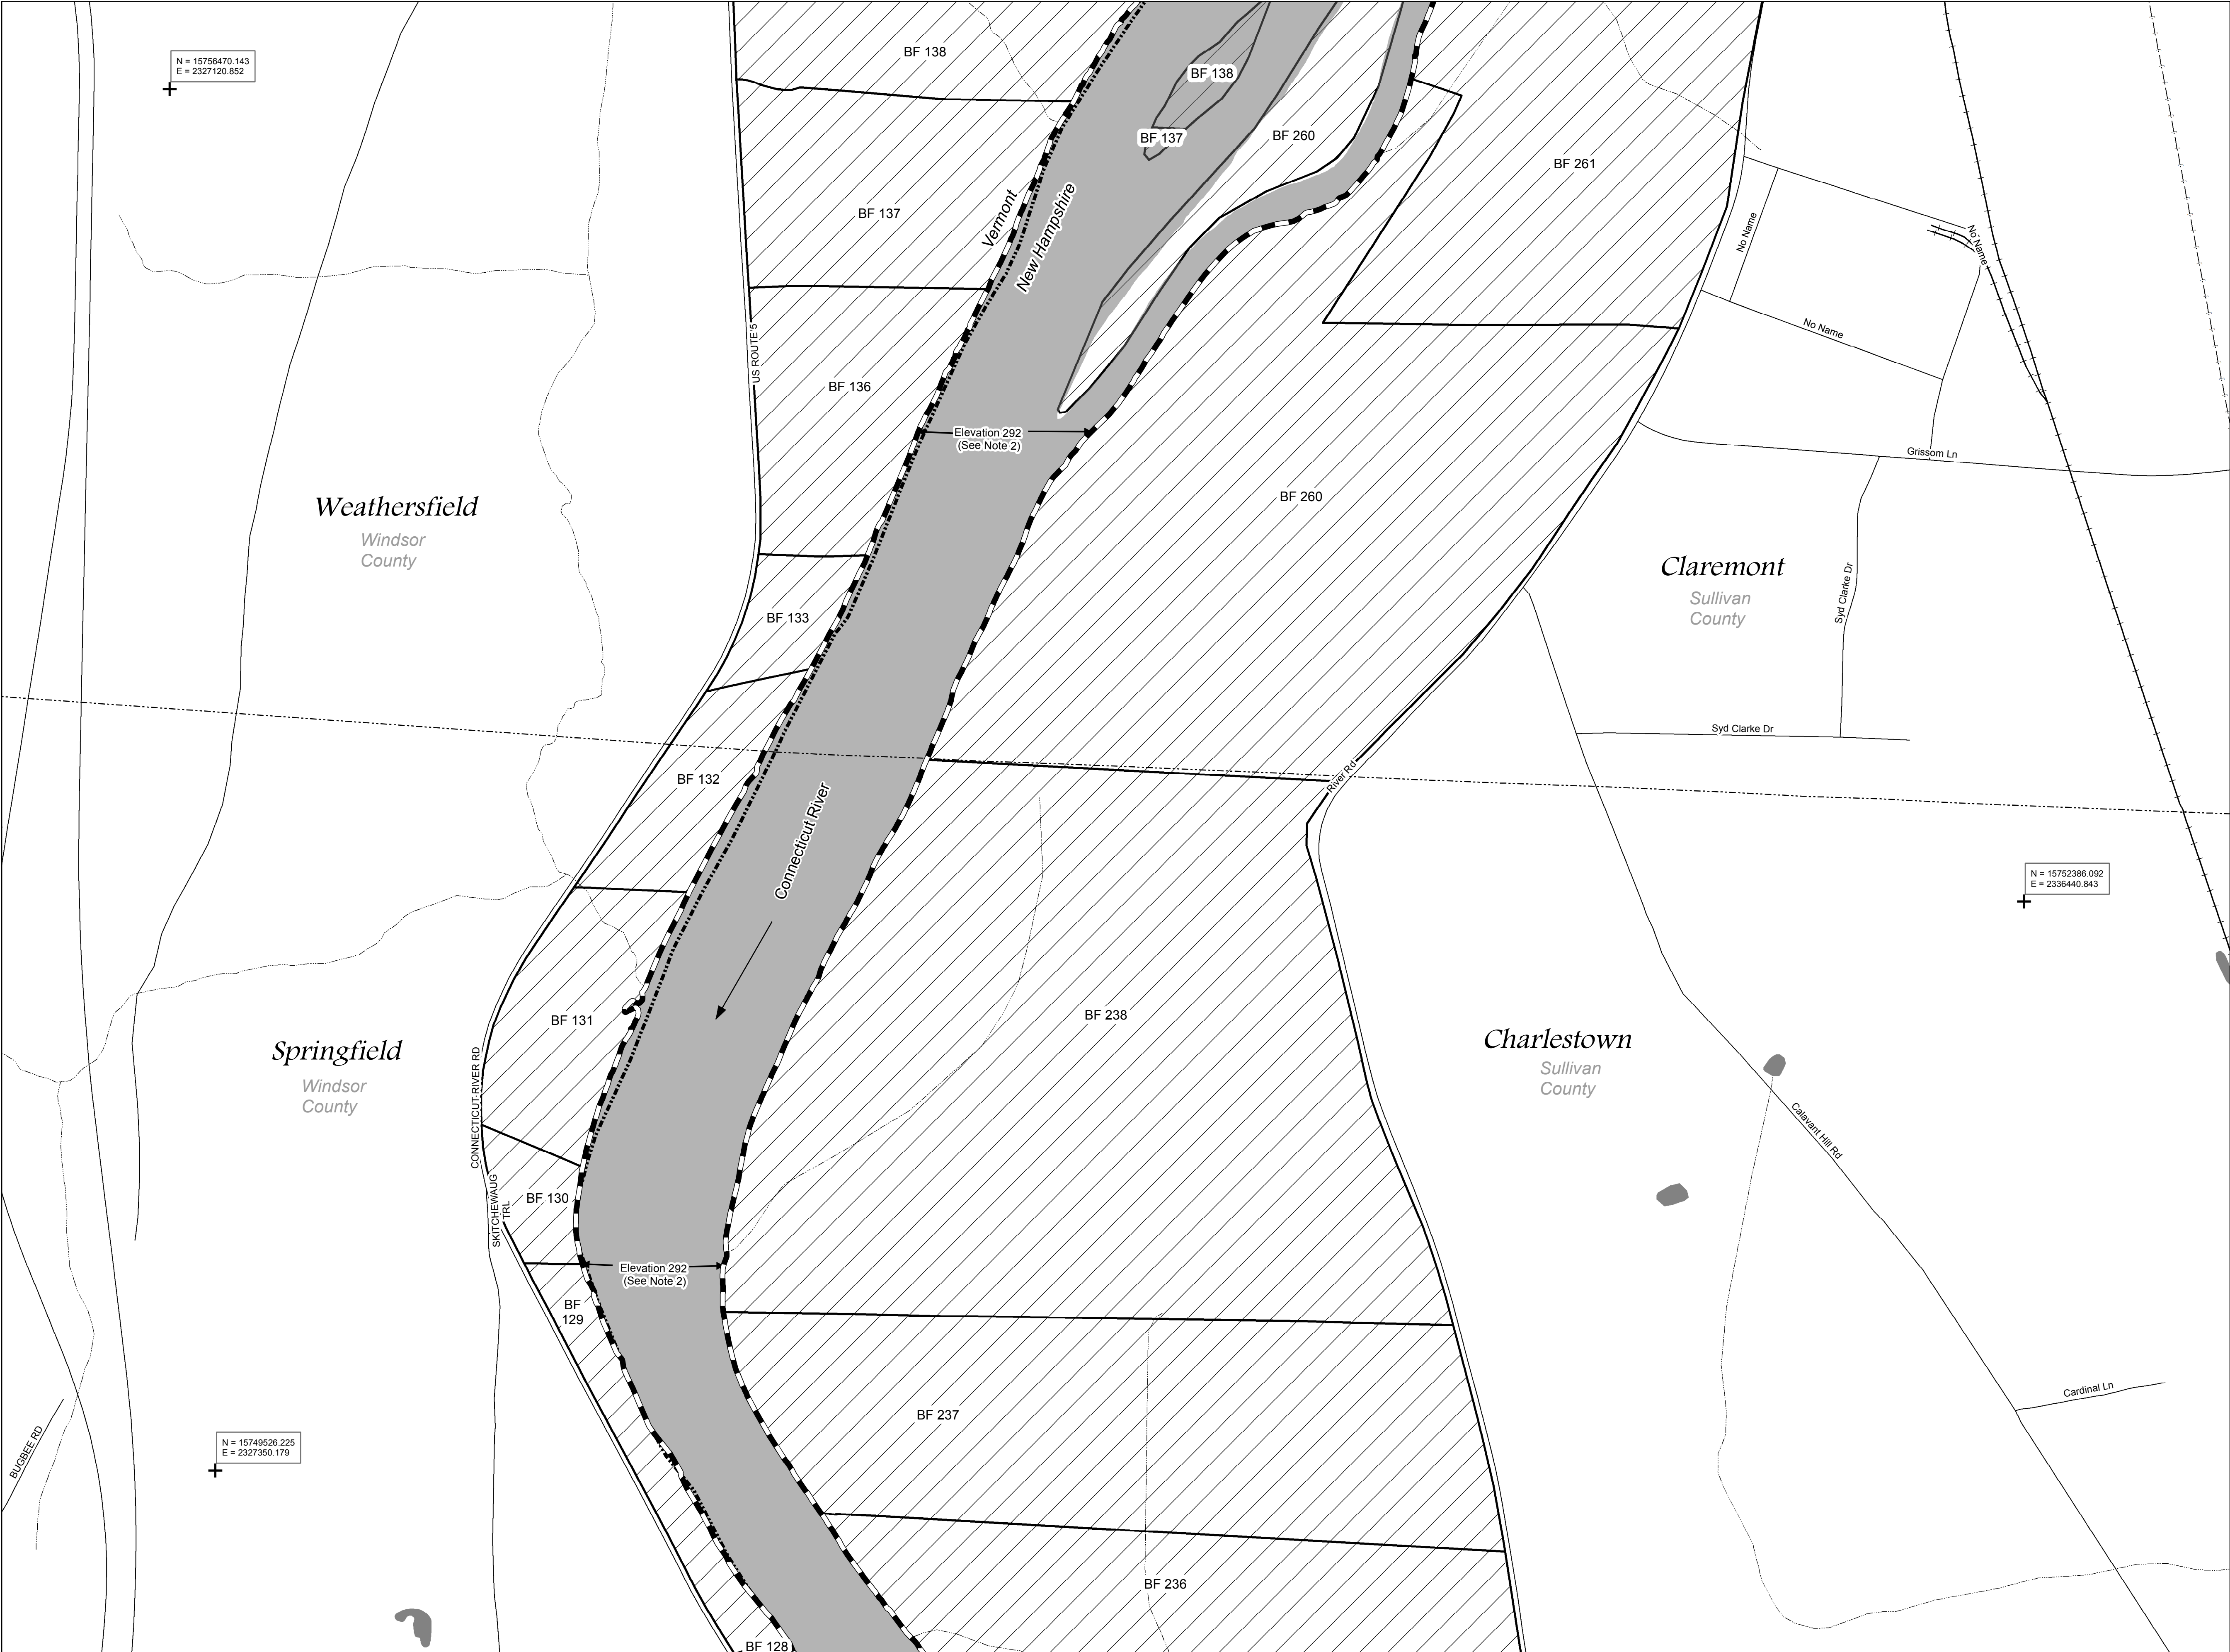 N = 15756470.143
E = 2327120.852
BF 138
BF 138
BF 137
BF 260
BF 261
BF 137
Vermont
New Hampshire
No Name
No Name
No Name
US ROUTE 5
BF 136
Elevation 292
(See Note 2)
Grissom Ln
Weathersfield
Windsor
County
BF 260
Claremont
Sullivan
County
Syd Clarke Dr
BF 133
Syd Clarke Dr
BF 132
River Rd
Connecticut River
N = 15752386.092
E = 2336440.843
BF 131
BF 238
Springfield
Windsor
County
Charlestown
Sullivan
County
CONNECTICUT RIVER RD
Calavant Hill Rd
SKITCHEWAUG
TRL
BF 130
Elevation 292
(See Note 2)
BF
129
BF 237
Cardinal Ln
BUGBEE RD
N = 15749526.225
E = 2327350.179
BF 236
BF 128